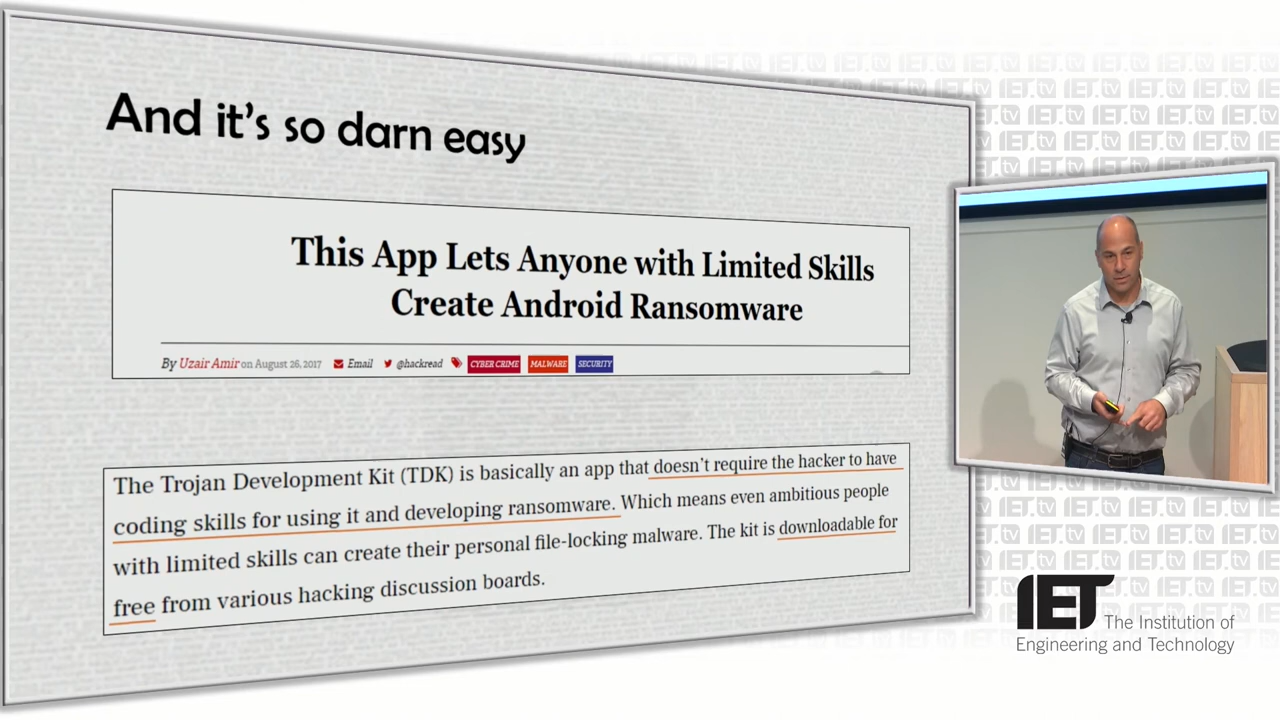 And it's so darn easy
This App Lets Anyone with Limited Skills
Create Android Ransomware
By Uzair Amir on August 26, 2017 Email @hackread CYBER CRIME MALWARE SECURITY
The Trojan Development Kit (TDK) is basically an app that doesn't require the hacker to have
coding skills for using it and developing ransomware. Which means even ambitious people
with limited skills can create their personal file-locking malware. The kit is downloadable for
free from various hacking discussion boards.
IET.tv
IET The Institution of
Engineering and Technology